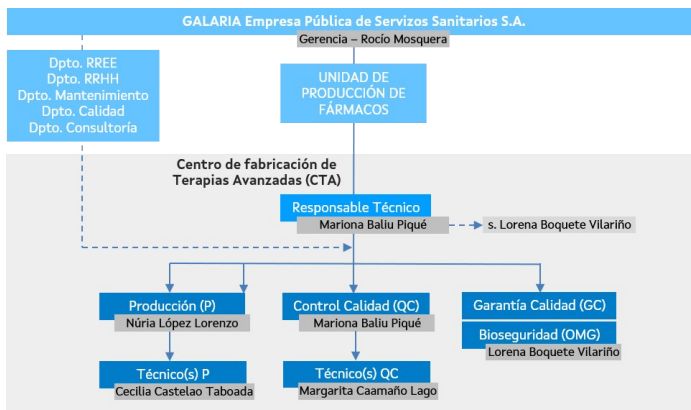 GALARIA Empresa Pública de Servizos Sanitarios S.A.
Gerencia – Rocío Mosquera
Dpto. RREE
Dpto. RRHH
Dpto. Mantenimiento
Dpto. Calidad
Dpto. Consultoría
UNIDAD DE
PRODUCCIÓN DE
FÁRMACOS
Centro de fabricación de
Terapias Avanzadas (CTA)
Responsable Técnico
Mariona Baliu Piqué
s. Lorena Boquete Vilariño
Producción (P)
Núria López Lorenzo
Control Calidad (QC)
Mariona Baliu Piqué
Garantía Calidad (GC)
Bioseguridad (OMG)
Lorena Boquete Vilariño
Técnico(s) P
Cecilia Castelao Taboada
Técnico(s) QC
Margarita Caamaño Lago